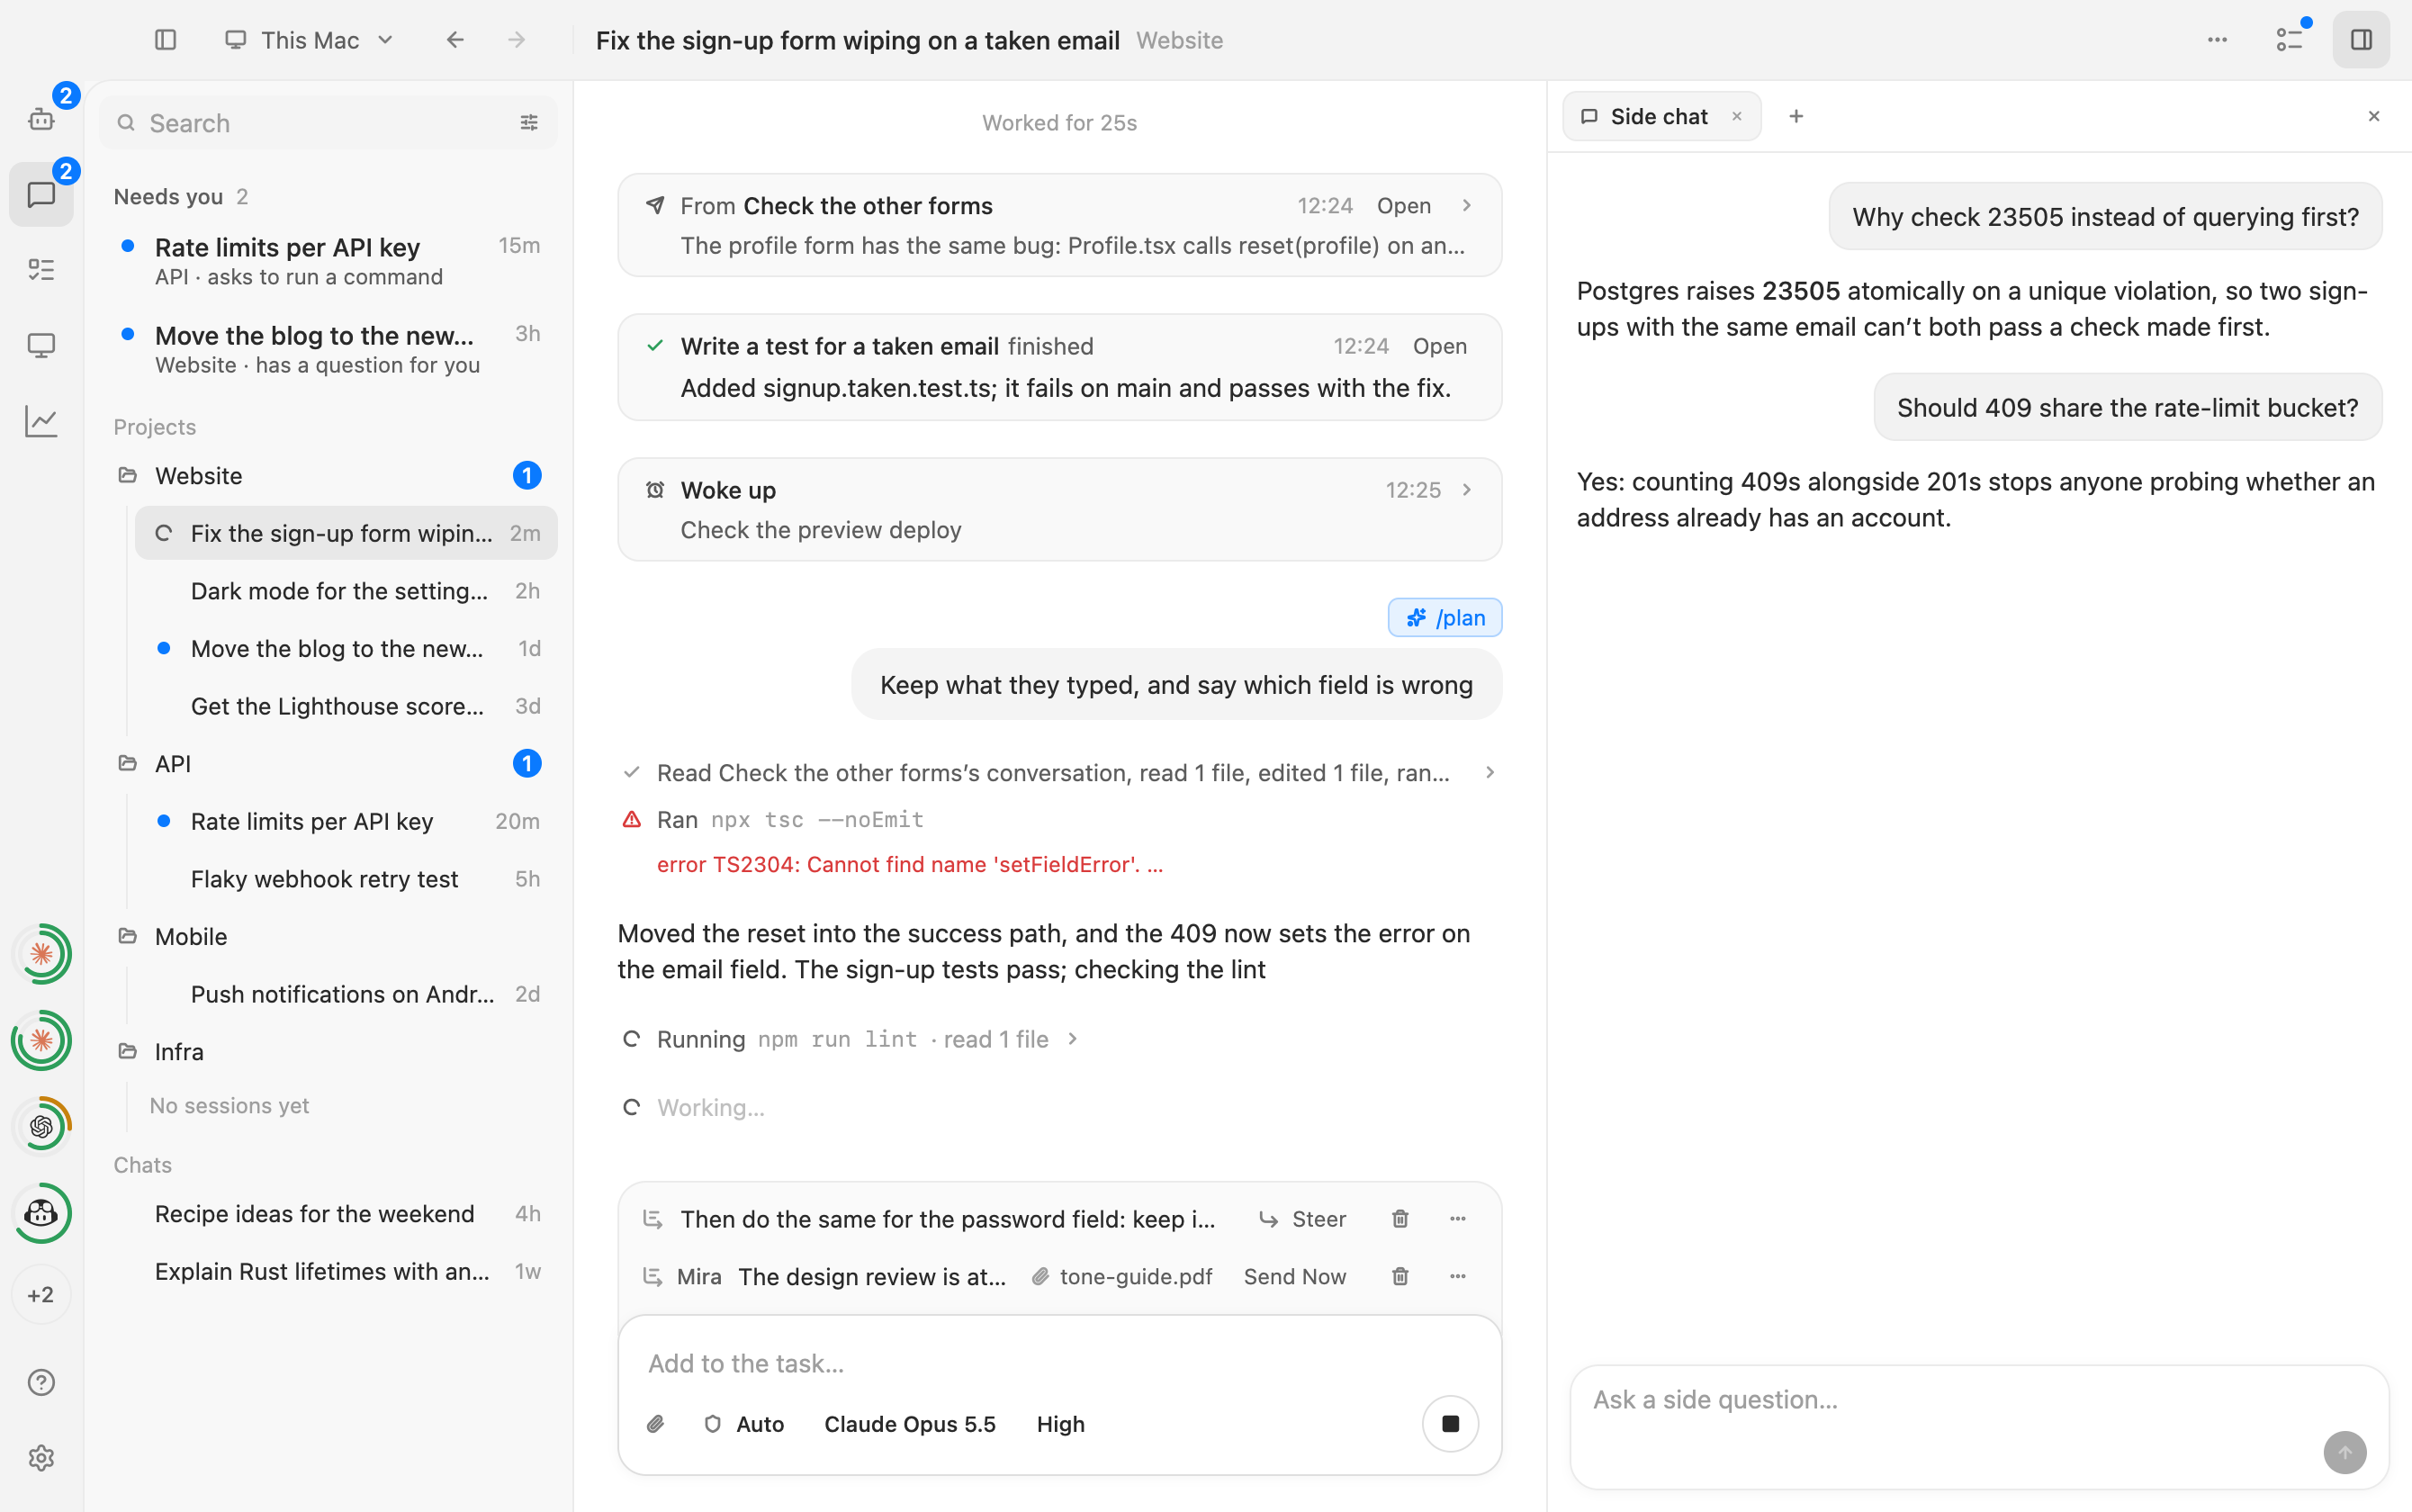 This Mac
Fix the sign-up form wiping on a taken email Website
2
2
+2
Search
Needs you 2
Rate limits per API key 15m
API · asks to run a command
Move the blog to the new... 3h
Website · has a question for you
Projects
Website 1
Fix the sign-up form wipin... 2m
Dark mode for the setting... 2h
Move the blog to the new... 1d
Get the Lighthouse score... 3d
API 1
Rate limits per API key 20m
Flaky webhook retry test 5h
Mobile
Push notifications on Andr... 2d
Infra
No sessions yet
Chats
Recipe ideas for the weekend 4h
Explain Rust lifetimes with an... 1w
Worked for 25s
From Check the other forms 12:24 Open
The profile form has the same bug: Profile.tsx calls reset(profile) on an...
Write a test for a taken email finished 12:24 Open
Added signup.taken.test.ts; it fails on main and passes with the fix.
Woke up 12:25
Check the preview deploy
/plan
Keep what they typed, and say which field is wrong
Read Check the other forms’s conversation, read 1 file, edited 1 file, ran...
Ran npx tsc --noEmit
error TS2304: Cannot find name 'setFieldError'. ...
Moved the reset into the success path, and the 409 now sets the error on
the email field. The sign-up tests pass; checking the lint
Running npm run lint · read 1 file
Working...
Then do the same for the password field: keep i... Steer
Mira The design review is at... tone-guide.pdf Send Now
Add to the task...
Auto Claude Opus 5.5 High
Side chat
Why check 23505 instead of querying first?
Postgres raises 23505 atomically on a unique violation, so two sign-
ups with the same email can’t both pass a check made first.
Should 409 share the rate-limit bucket?
Yes: counting 409s alongside 201s stops anyone probing whether an
address already has an account.
Ask a side question...